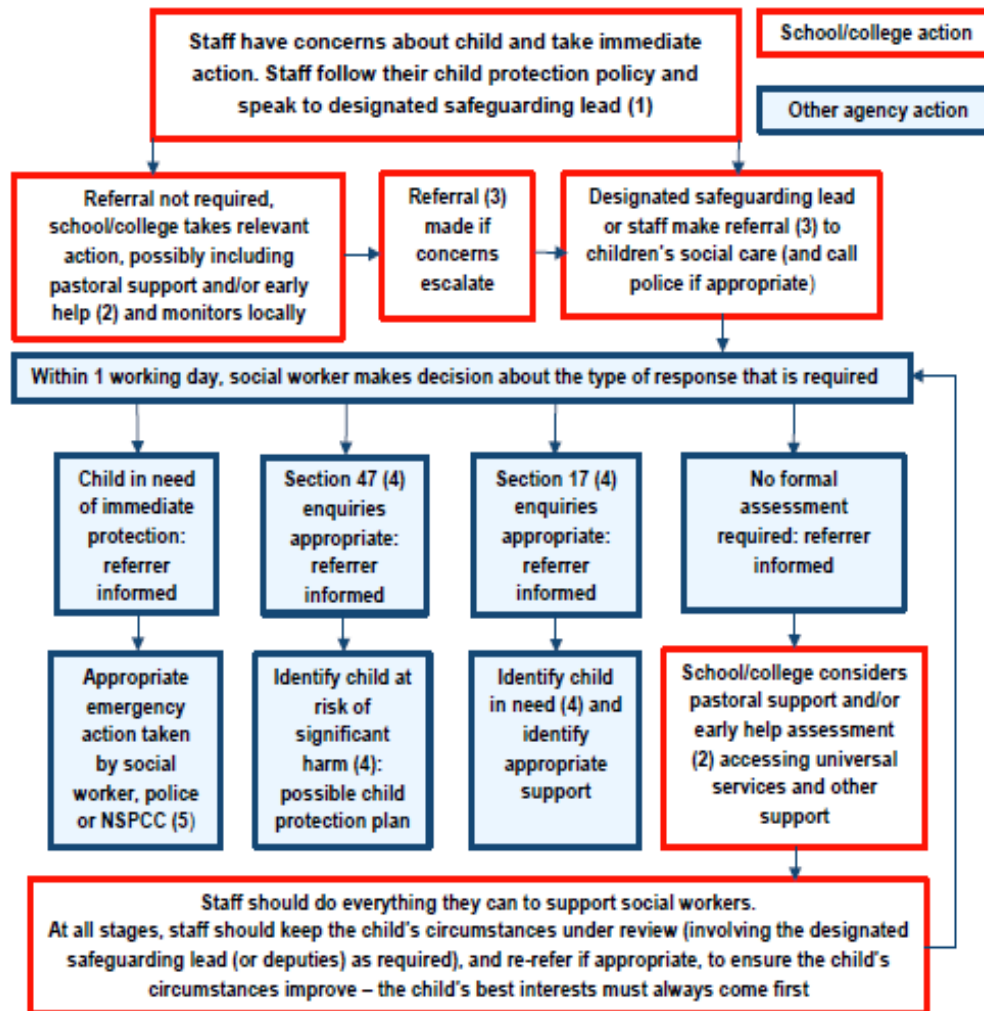 Staff have concerns about child and take immediate
action. Staff follow their child protection policy and
speak to designated safeguarding lead (1)
School/college action
Other agency action
Referral not required,
school/college takes relevant
action, possibly including
pastoral support and/or early
help (2) and monitors locally
Referral (3)
made if
concerns
escalate
Designated safeguarding lead
or staff make referral (3) to
children's social care (and call
police if appropriate)
Within 1 working day, social worker makes decision about the type of response that is required
Child in need
of immediate
protection:
referrer
informed
Section 47 (4)
enquiries
appropriate:
referrer
informed
Section 17 (4)
enquiries
appropriate:
referrer
informed
No formal
assessment
required: referrer
informed
Appropriate
emergency
action taken
by social
worker, police
or NSPCC (5)
Identify child at
risk of
significant
harm (4):
possible child
protection plan
Identify child
in need (4) and
identify
appropriate
support
School/college considers
pastoral support and/or
early help assessment
(2) accessing universal
services and other
support
Staff should do everything they can to support social workers.
At all stages, staff should keep the child's circumstances under review (involving the designated
safeguarding lead (or deputies) as required), and re-refer if appropriate, to ensure the child's
circumstances improve – the child's best interests must always come first